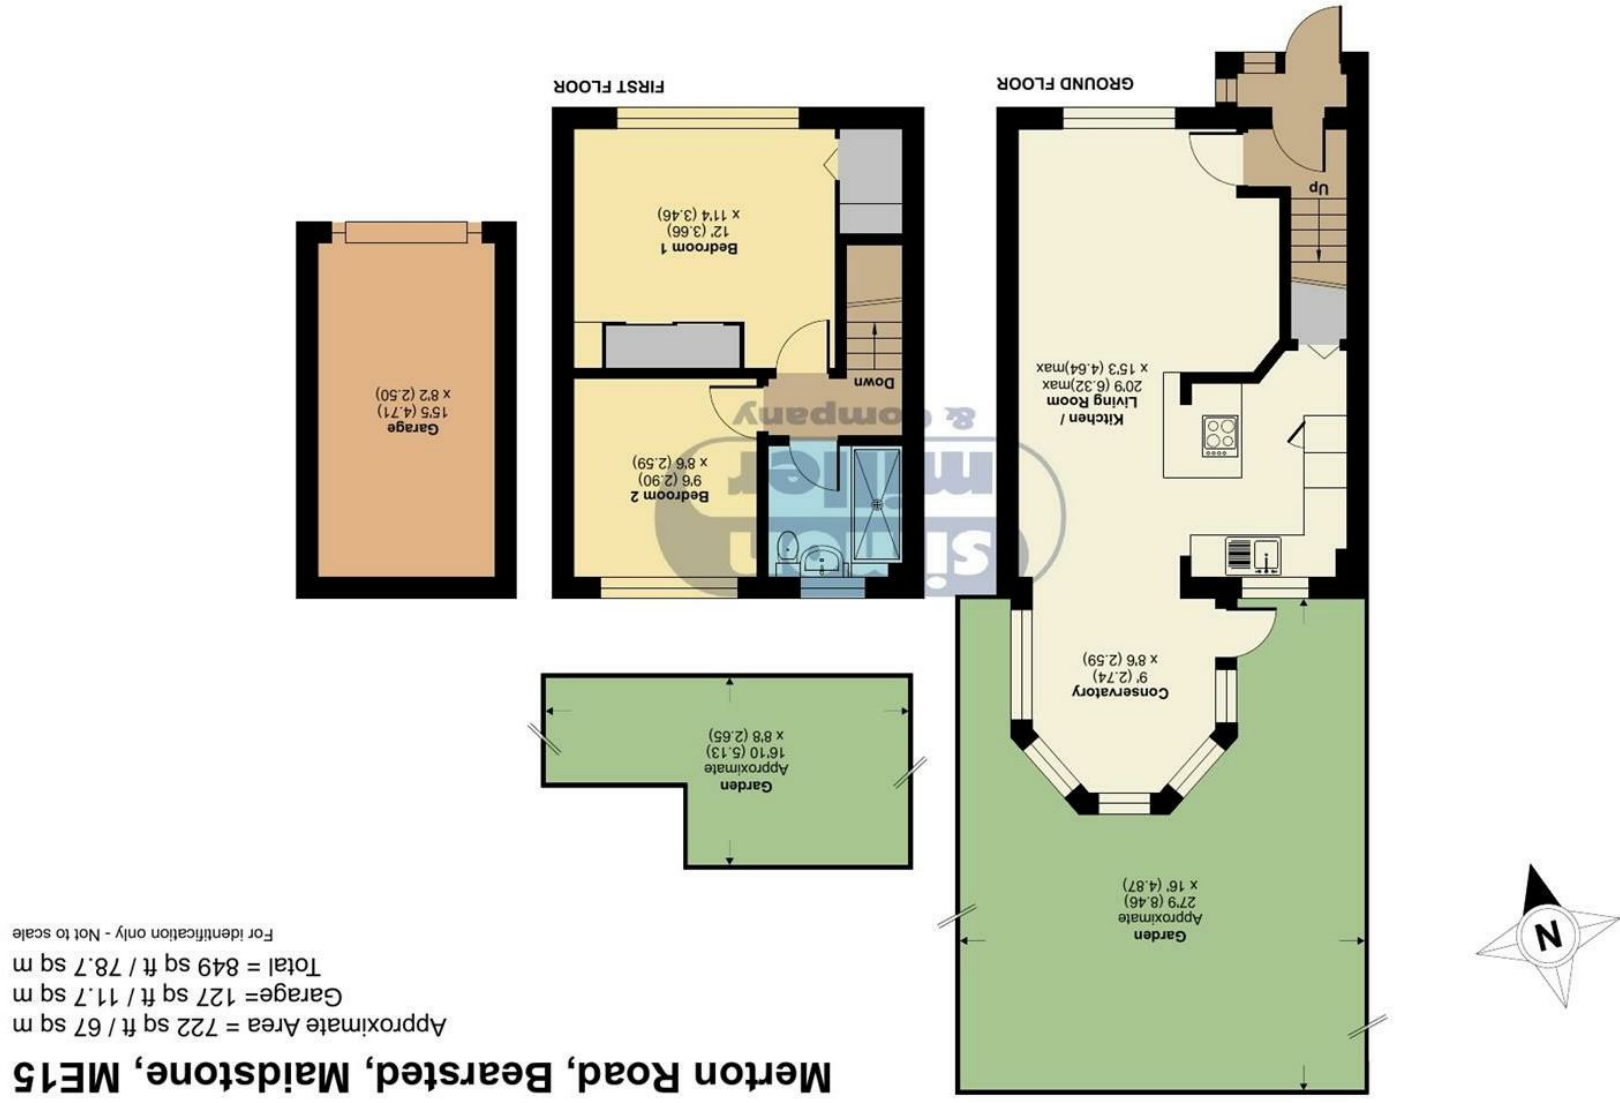 Merton Road, Bearsted, Maidstone, ME15
Approximate Area = 722 sq ft / 67 sq m
Garage= 127 sq ft / 11.7 sq m
Total = 849 sq ft / 78.7 sq m
For identification only - Not to scale
N
Garden
Approximate
27'9 (8.46)
x 16' (4.87)
Garden
Approximate
16'10 (5.13)
x 8'8 (2.65)
Conservatory
9' (2.74)
x 8'6 (2.59)
Kitchen /
Living Room
20'9 (6.32)max
x 15'3 (4.64)max
Up
GROUND FLOOR
Bedroom 2
9'6 (2.90)
x 8'6 (2.59)
Down
Bedroom 1
12' (3.66)
x 11'4 (3.46)
FIRST FLOOR
Garage
15'5 (4.71)
x 8'2 (2.50)
simon
miller
& company